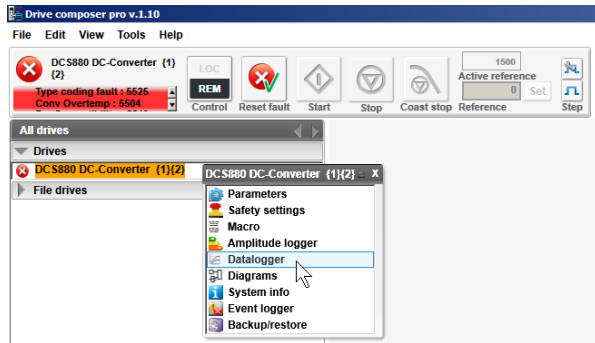 Drive composer pro v.1.10
File Edit View Tools Help
DCS880 DC-Converter {1}
{2}
Type coding fault : 5525
Conv Overtemp : 5504
LOC
REM
Control
Reset fault
Start
Stop
Coast stop
1500
Active reference
0 Set
Reference
Step
All drives
Drives
DCS880 DC-Converter {1}{2}
File drives
DCS880 DC-Converter {1}{2} X
Parameters
Safety settings
Macro
Amplitude logger
Datalogger
Diagrams
System info
Event logger
Backup/restore